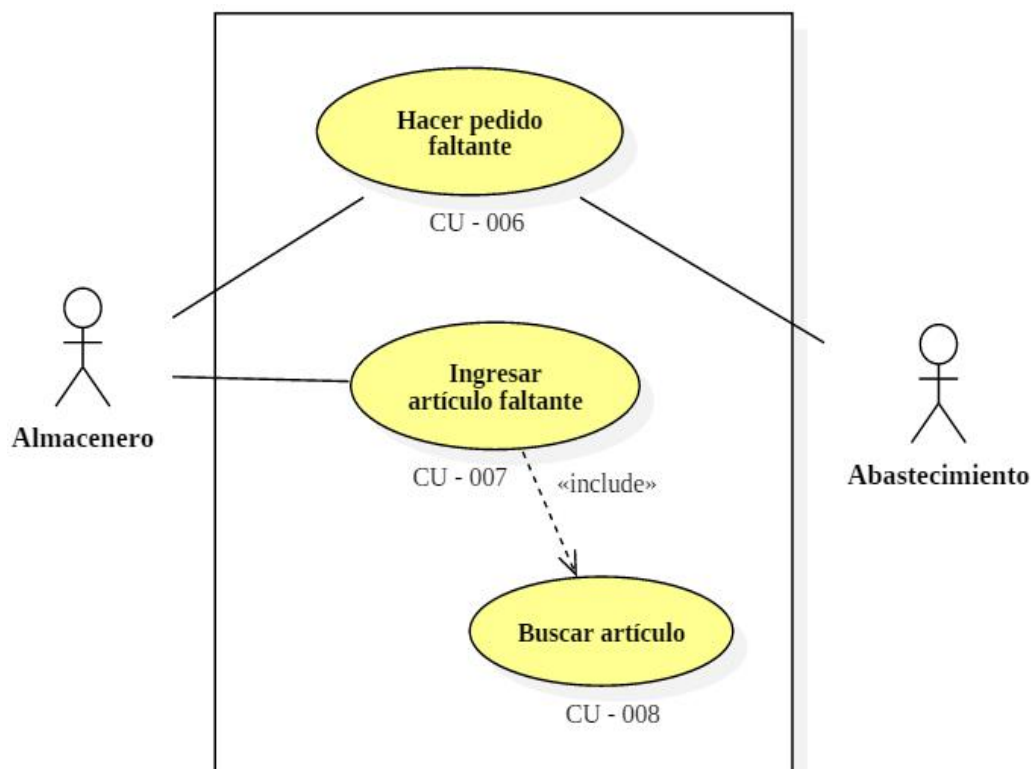 Hacer pedido
faltante
CU - 006
Ingresar
artículo faltante
Almacenero
CU - 007
«include»
Abastecimiento
Buscar artículo
CU - 008